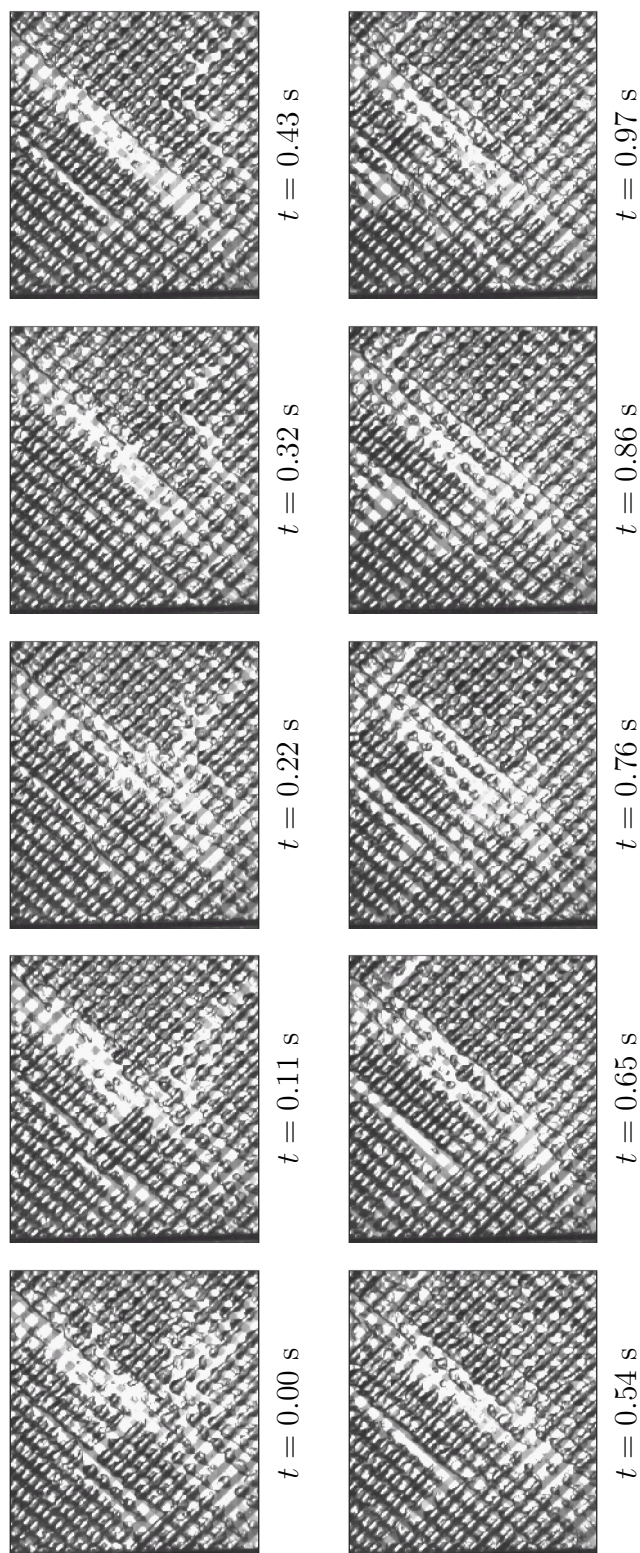 t = 0.00 s
t = 0.11 s
t = 0.22 s
t = 0.32 s
t = 0.43 s
t = 0.54 s
t = 0.65 s
t = 0.76 s
t = 0.86 s
t = 0.97 s